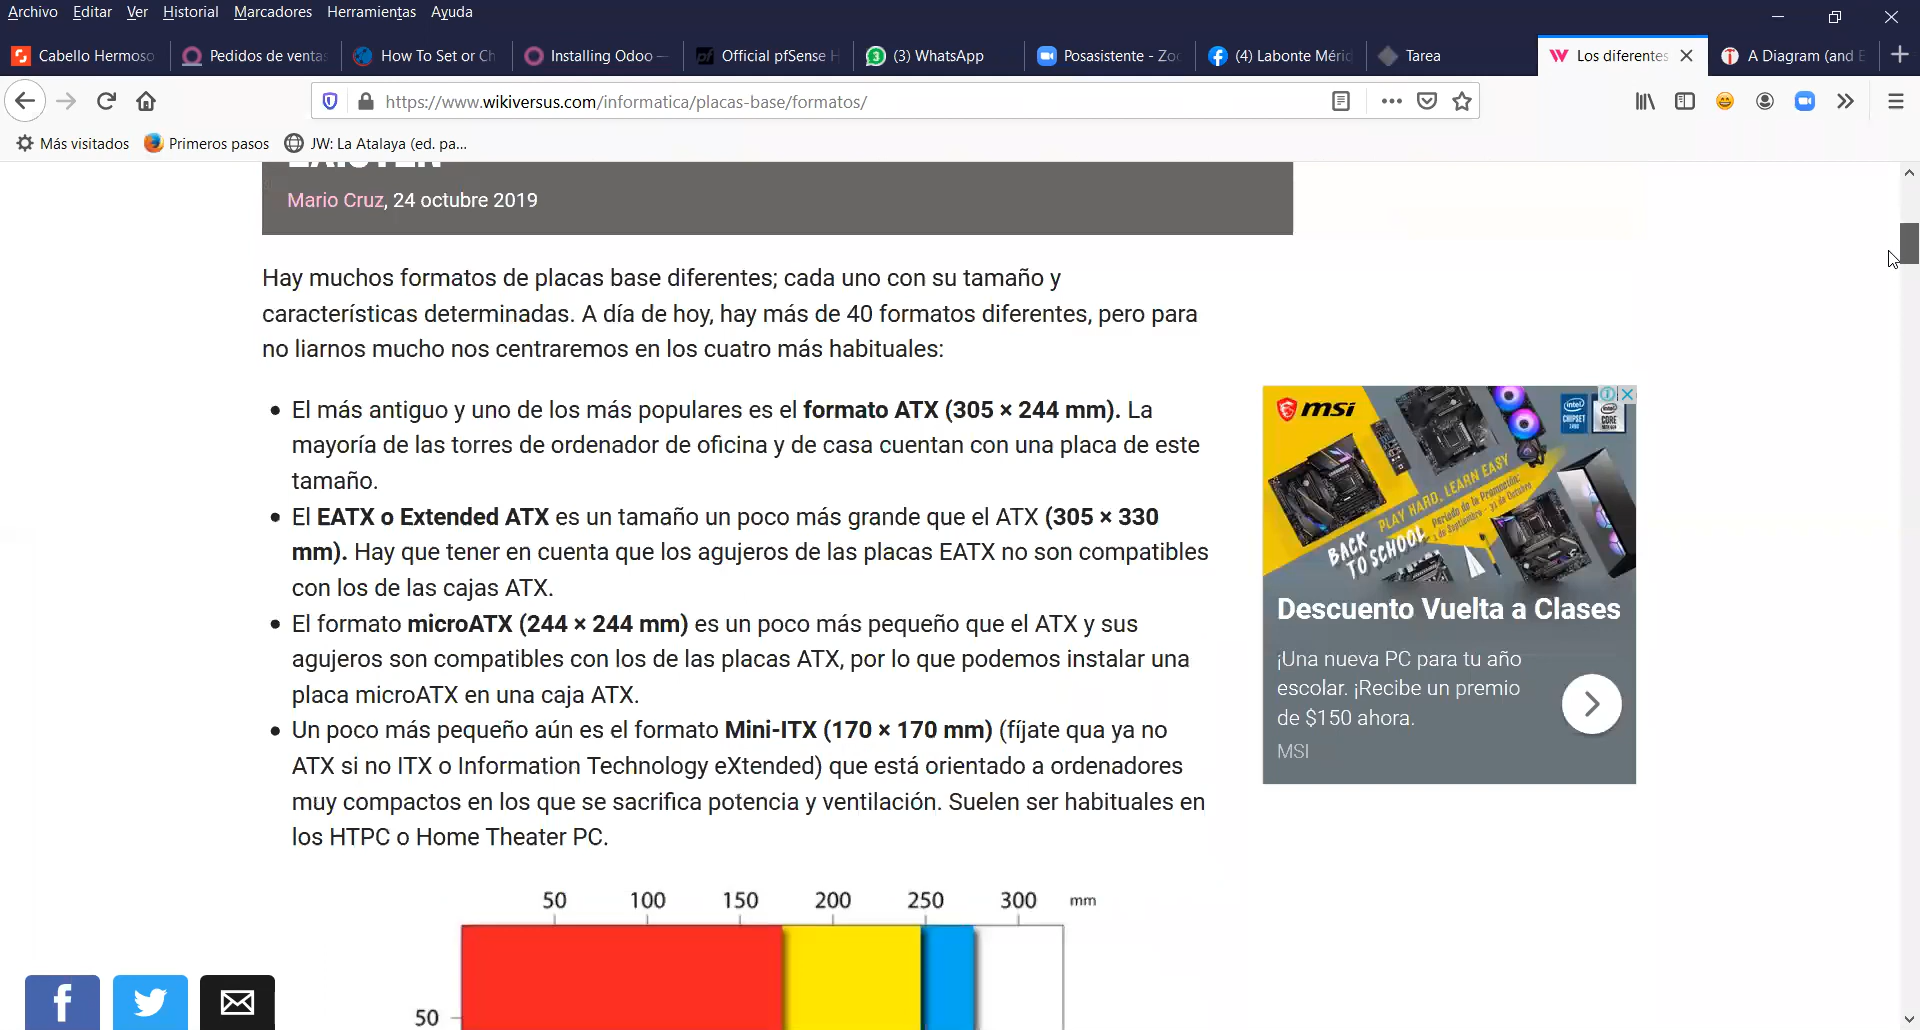 Archivo Editar Ver Historial Marcadores Herramientas Ayuda
Cabello Hermoso Pedidos de ventas How To Set or Ch Installing Odoo — Official pfSense H (3) WhatsApp Posasistente - Zoo (4) Labonte Méric Tarea Los diferentes A Diagram (and E
https://www.wikiversus.com/informatica/placas-base/formatos/
Más visitados Primeros pasos JW: La Atalaya (ed. pa...
Mario Cruz, 24 octubre 2019
Hay muchos formatos de placas base diferentes; cada uno con su tamaño y
características determinadas. A día de hoy, hay más de 40 formatos diferentes, pero para
no liarnos mucho nos centraremos en los cuatro más habituales:
El más antiguo y uno de los más populares es el formato ATX (305 × 244 mm). La
mayoría de las torres de ordenador de oficina y de casa cuentan con una placa de este
tamaño.
El EATX o Extended ATX es un tamaño un poco más grande que el ATX (305 × 330
mm). Hay que tener en cuenta que los agujeros de las placas EATX no son compatibles
con los de las cajas ATX.
El formato microATX (244 × 244 mm) es un poco más pequeño que el ATX y sus
agujeros son compatibles con los de las placas ATX, por lo que podemos instalar una
placa microATX en una caja ATX.
Un poco más pequeño aún es el formato Mini-ITX (170 × 170 mm) (fíjate qua ya no
ATX si no ITX o Information Technology eXtended) que está orientado a ordenadores
muy compactos en los que se sacrifica potencia y ventilación. Suelen ser habituales en
los HTPC o Home Theater PC.
msi
intel CHIPSET
intel CORE
PLAY HARD, LEARN EASY
Periodo de la Promoción:
BACK
TO SCHOOL
Descuento Vuelta a Clases
¡Una nueva PC para tu año
escolar. ¡Recibe un premio
de $150 ahora.
MSI
50 100 150 200 250 300 mm
50